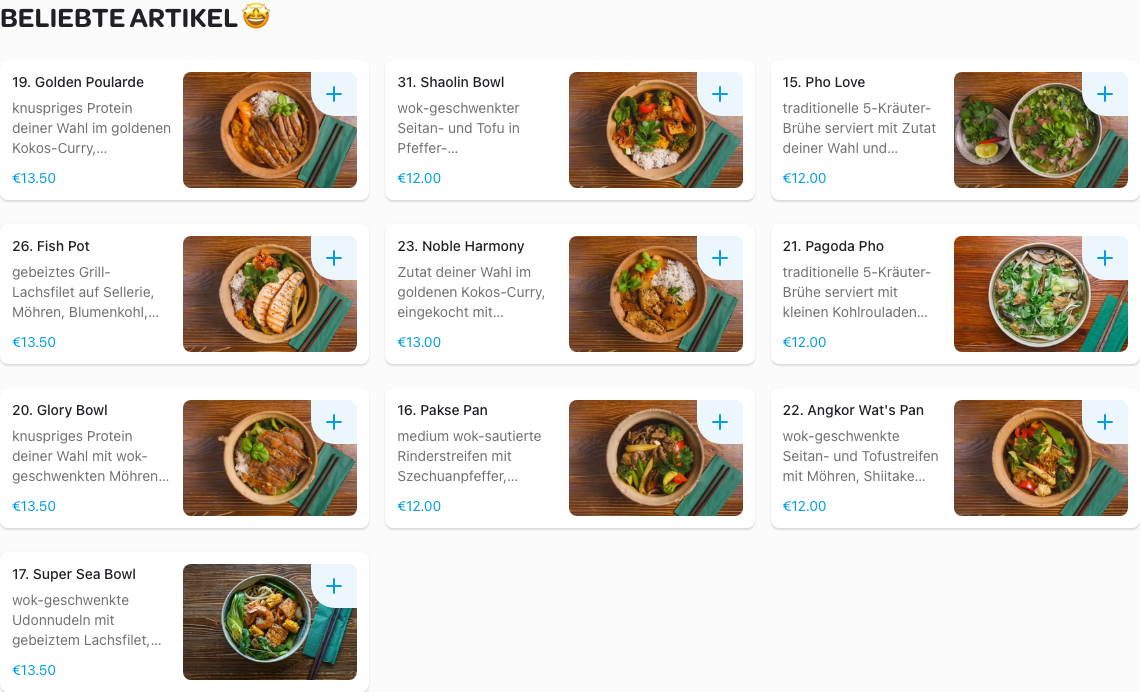 BELIEBTE ARTIKEL 🤩
19. Golden Poularde
knuspriges Protein
deiner Wahl im goldenen
Kokos-Curry,...
€13.50
31. Shaolin Bowl
wok-geschwenkter
Seitan- und Tofu in
Pfeffer-...
€12.00
15. Pho Love
traditionelle 5-Kräuter-
Brühe serviert mit Zutat
deiner Wahl und...
€12.00
26. Fish Pot
gebeiztes Grill-
Lachsfilet auf Sellerie,
Möhren, Blumenkohl,...
€13.50
23. Noble Harmony
Zutat deiner Wahl im
goldenen Kokos-Curry,
eingekocht mit...
€13.00
21. Pagoda Pho
traditionelle 5-Kräuter-
Brühe serviert mit
kleinen Kohlrouladen...
€12.00
20. Glory Bowl
knuspriges Protein
deiner Wahl mit wok-
geschwenkten Möhren...
€13.50
16. Pakse Pan
medium wok-sautierte
Rinderstreifen mit
Szechuanpfeffer,...
€12.00
22. Angkor Wat's Pan
wok-geschwenkte
Seitan- und Tofustreifen
mit Möhren, Shiitake...
€12.00
17. Super Sea Bowl
wok-geschwenkte
Udonnudeln mit
gebeiztem Lachsfilet,...
€13.50